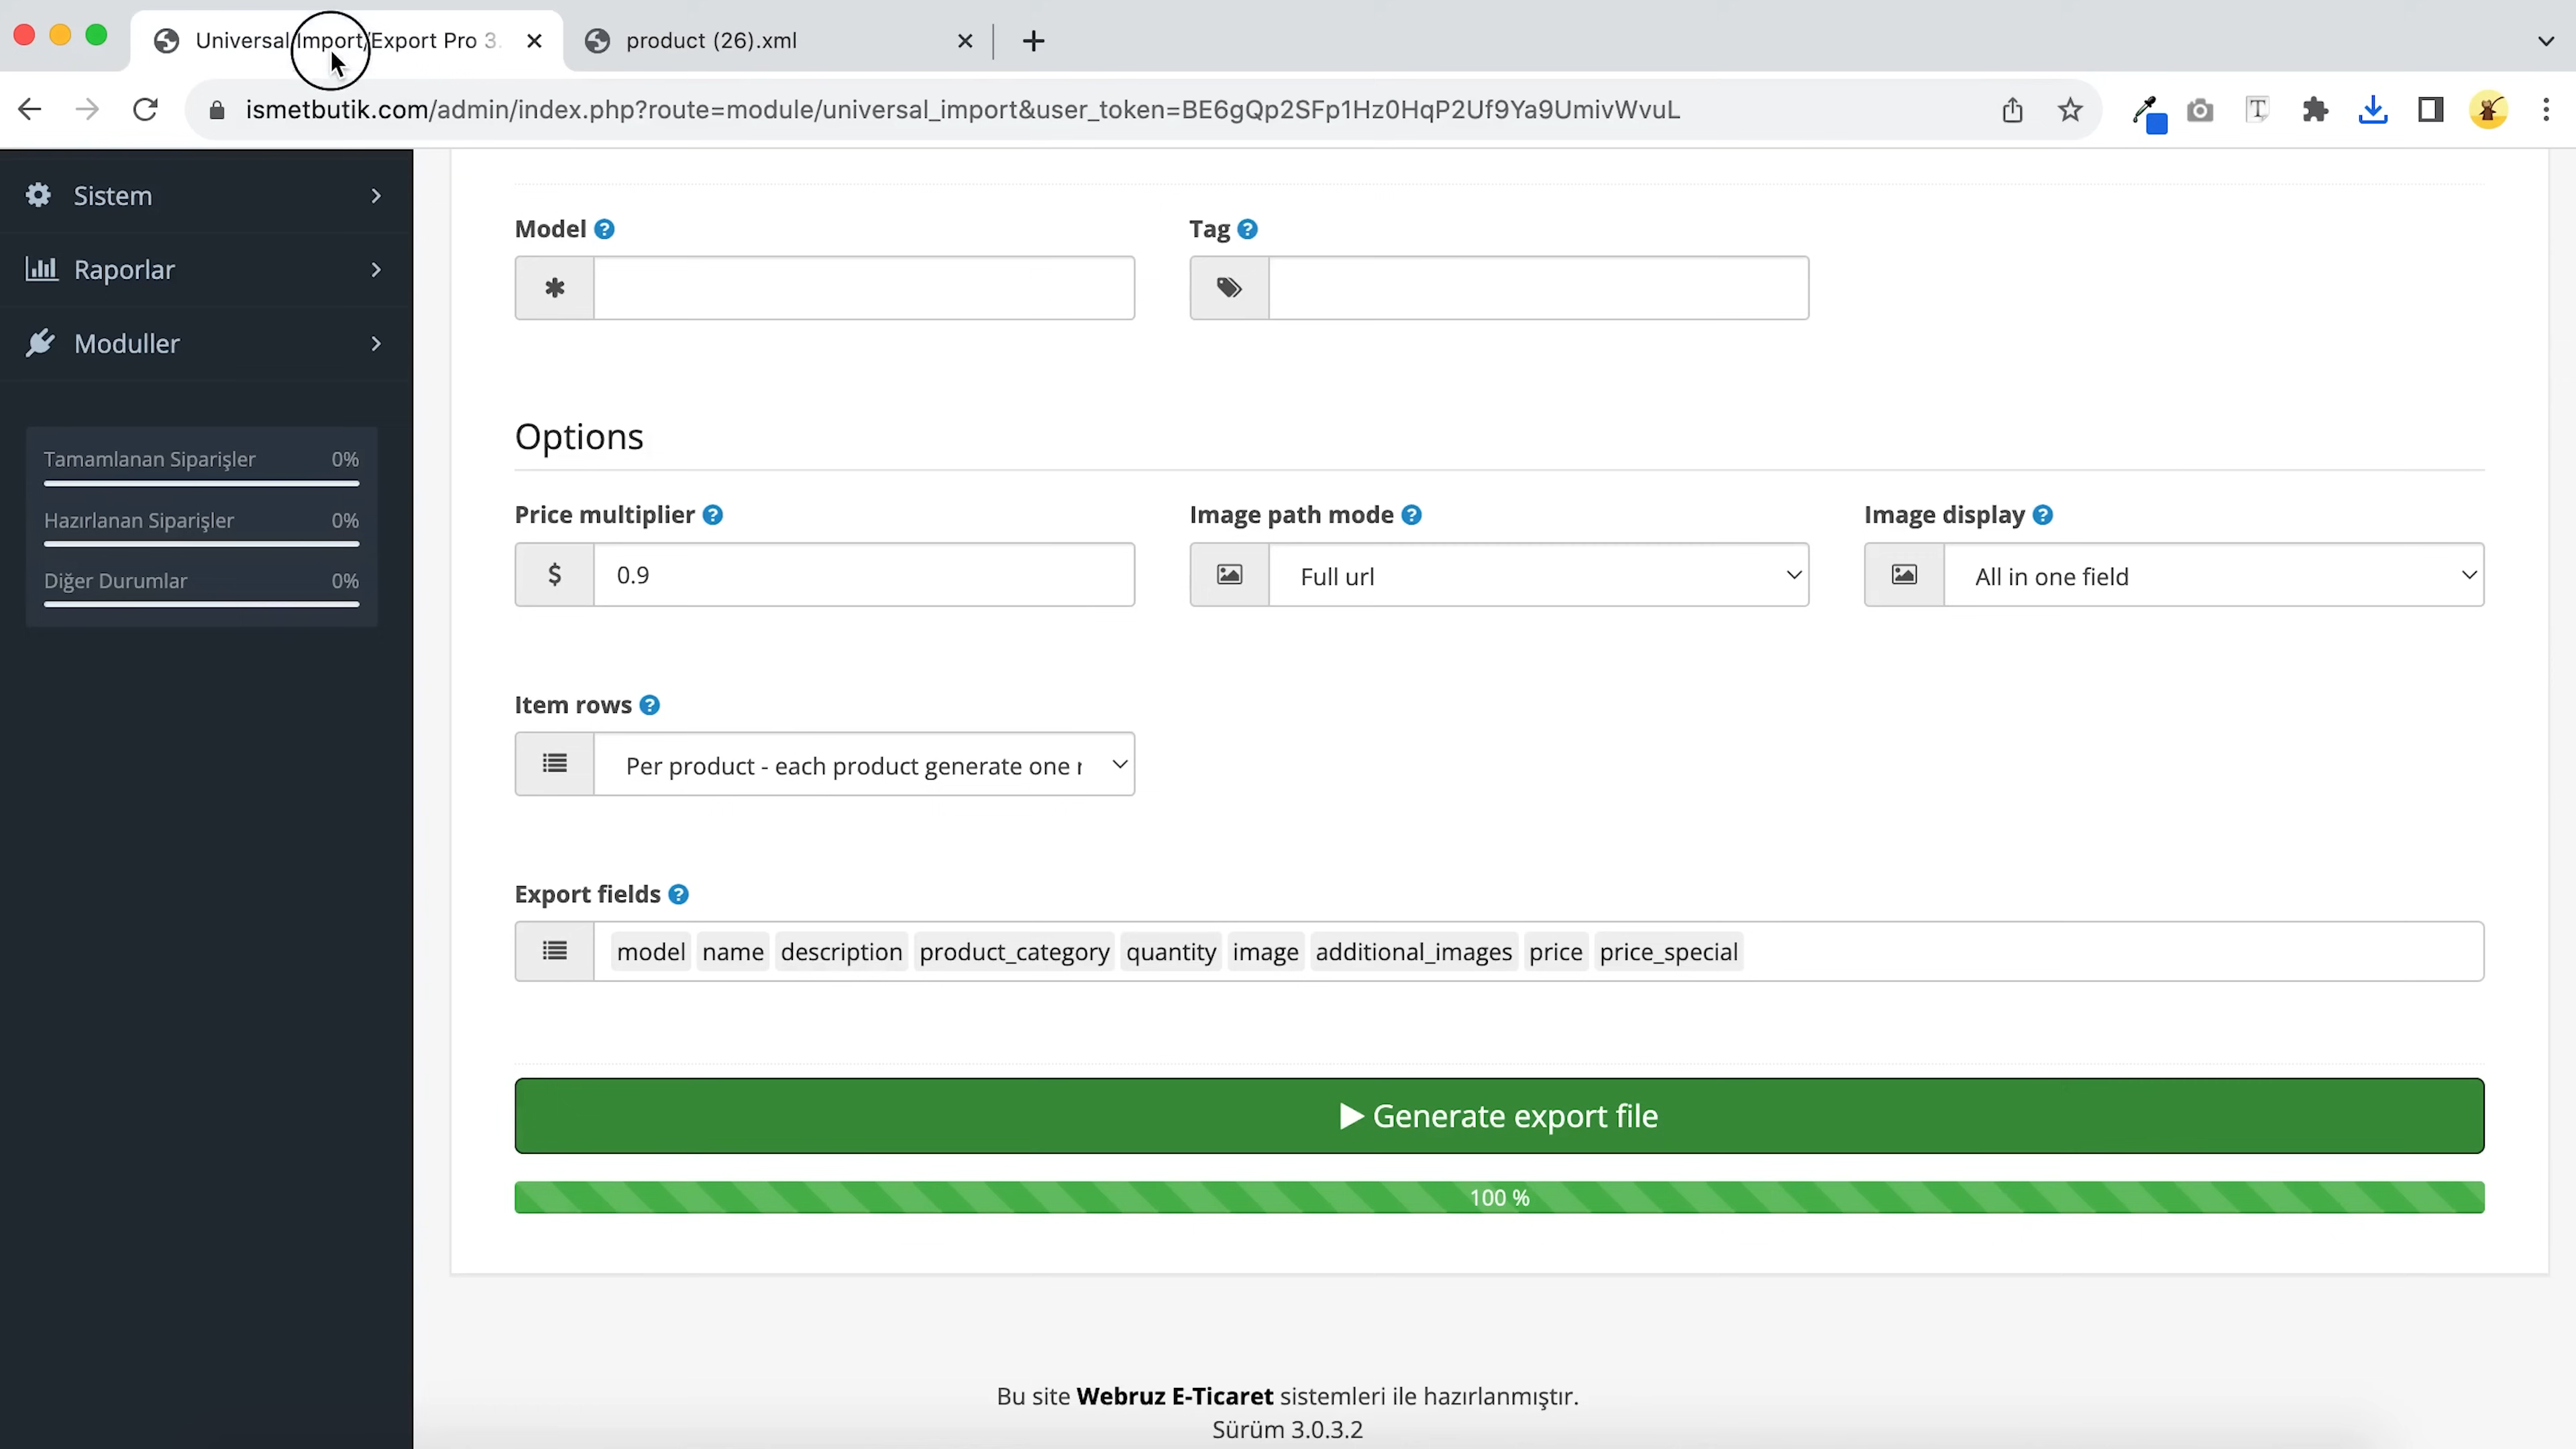 Universal Import/Export Pro 3.
product (26).xml
ismetbutik.com/admin/index.php?route=module/universal_import&user_token=BE6gQp2SFp1Hz0HqP2Uf9Ya9UmivWvuL
Sistem
Raporlar
Moduller
Tamamlanan Siparişler 0%
Hazırlanan Siparişler 0%
Diğer Durumlar 0%
Model
Tag
Options
Price multiplier
Image path mode
Image display
$ 0.9
Full url
All in one field
Item rows
Per product - each product generate one r
Export fields
model name description product_category quantity image additional_images price price_special
Generate export file
100 %
Bu site Webruz E-Ticaret sistemleri ile hazırlanmıştır.
Sürüm 3.0.3.2